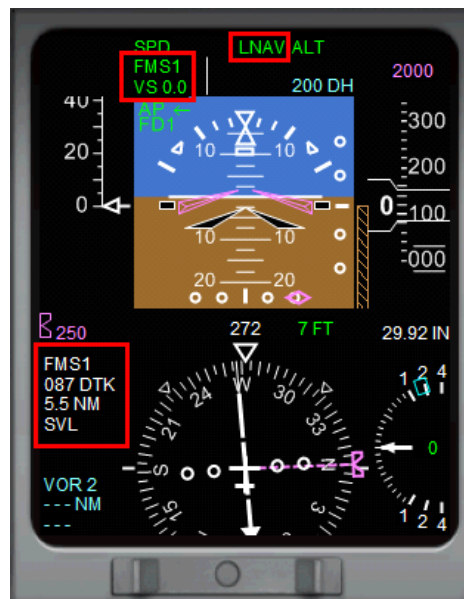 SPD LNAV ALT
FMS1 2000
VS 0.0 200 DH
AP ←
FD1
40
20
0
10 10
10 10
20 20
300
200
0 100
000
250 272 7 FT 29.92 IN
FMS1
087 DTK
5.5 NM
SVL
VOR 2
--- NM
---
W
30
33
N
3
S
21
24
1 2 4
0
1 2 4